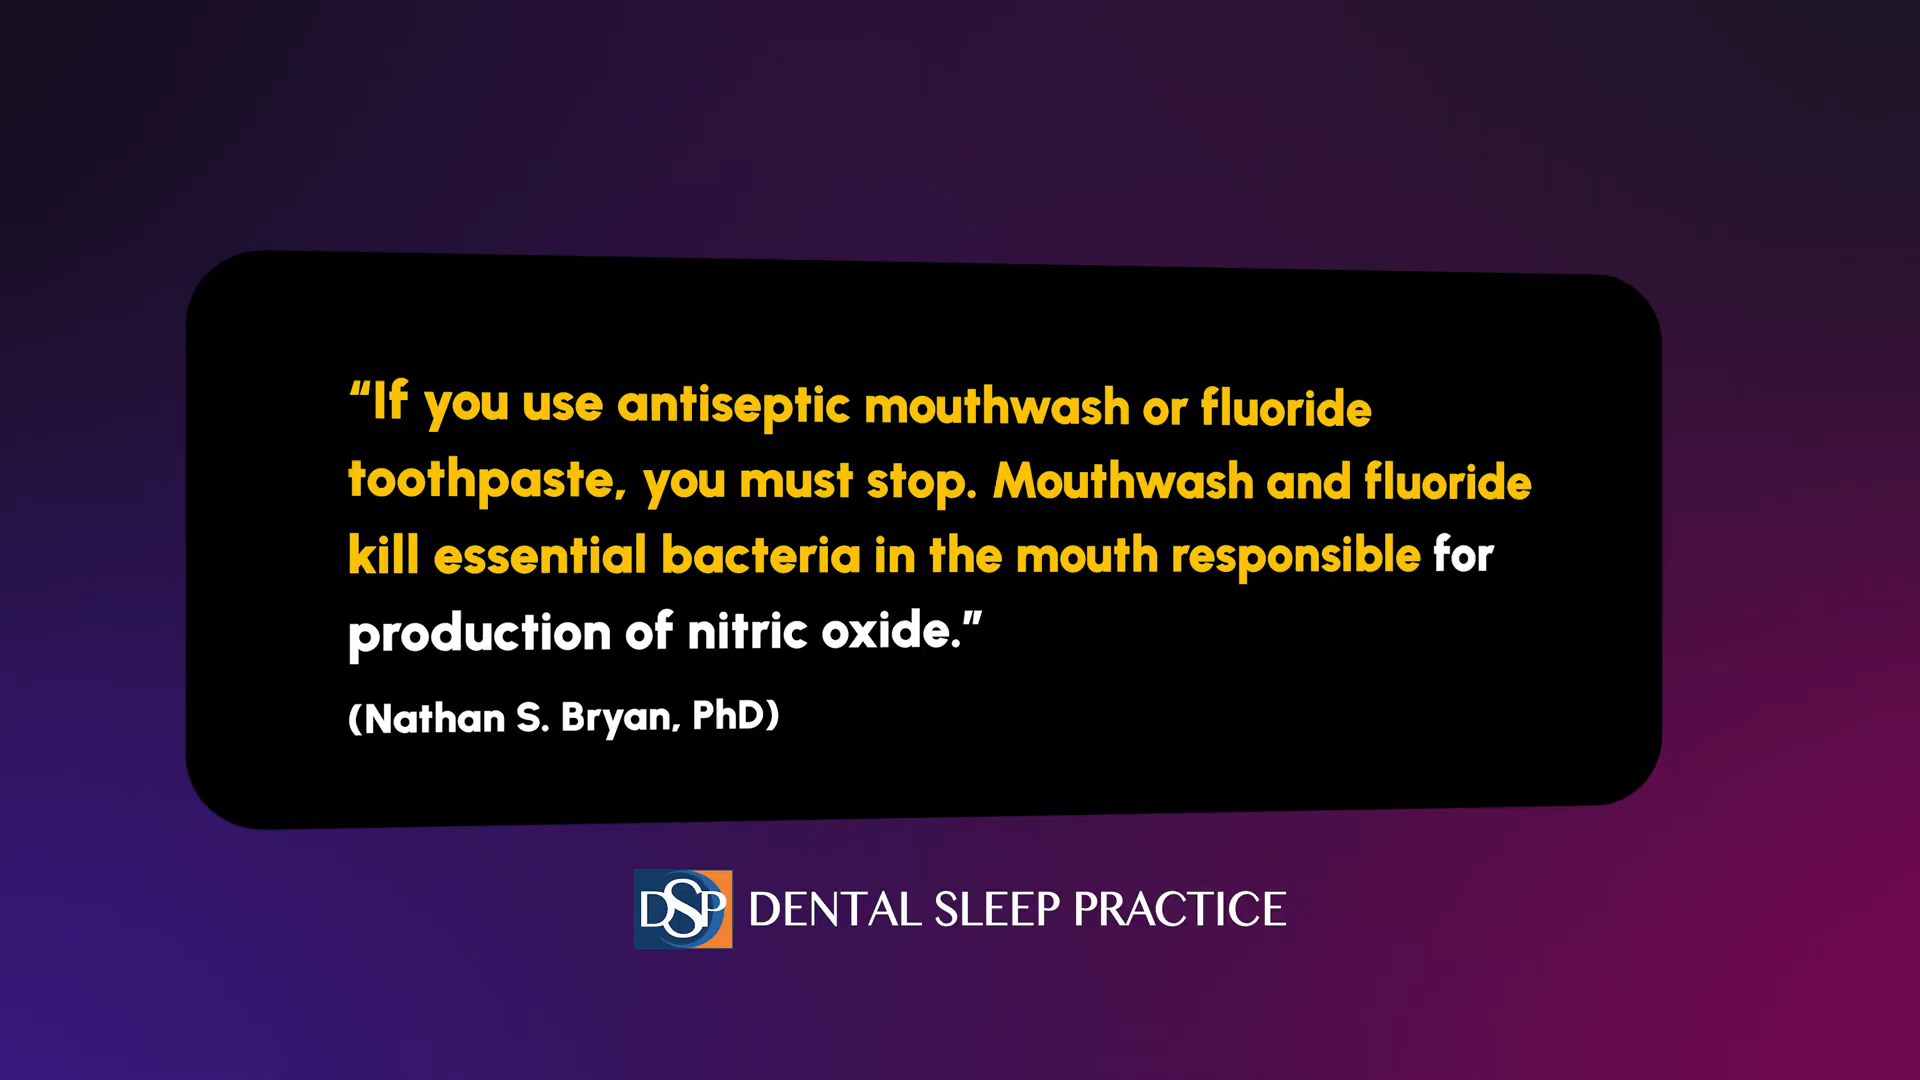 “If you use antiseptic mouthwash or fluoride
toothpaste, you must stop. Mouthwash and fluoride
kill essential bacteria in the mouth responsible for
production of nitric oxide.”
(Nathan S. Bryan, PhD)
DSP DENTAL SLEEP PRACTICE